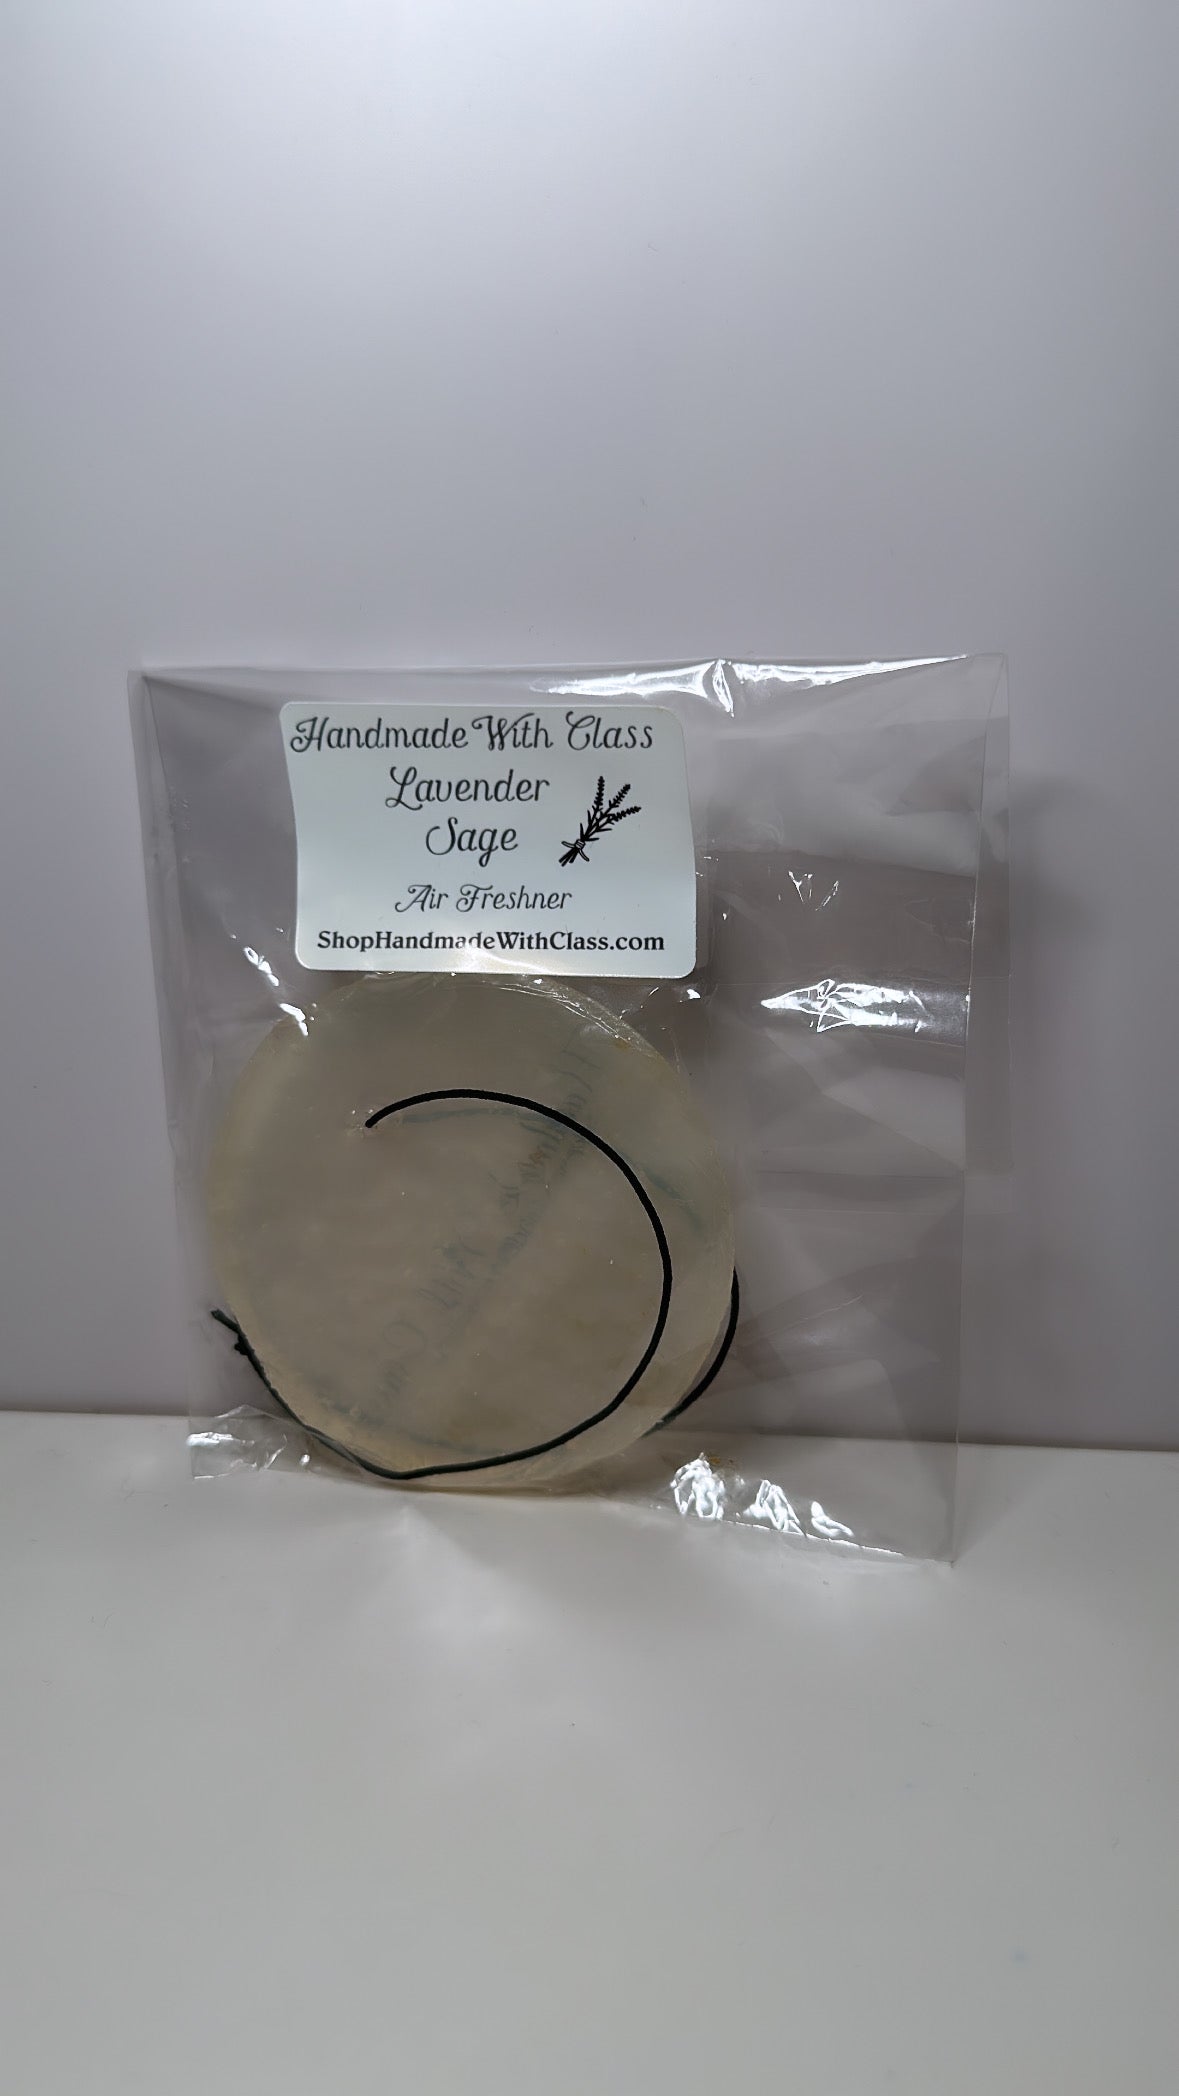 Handmade With Class
Lavender
Sage
Air Freshner
ShopHandmadeWithClass.com